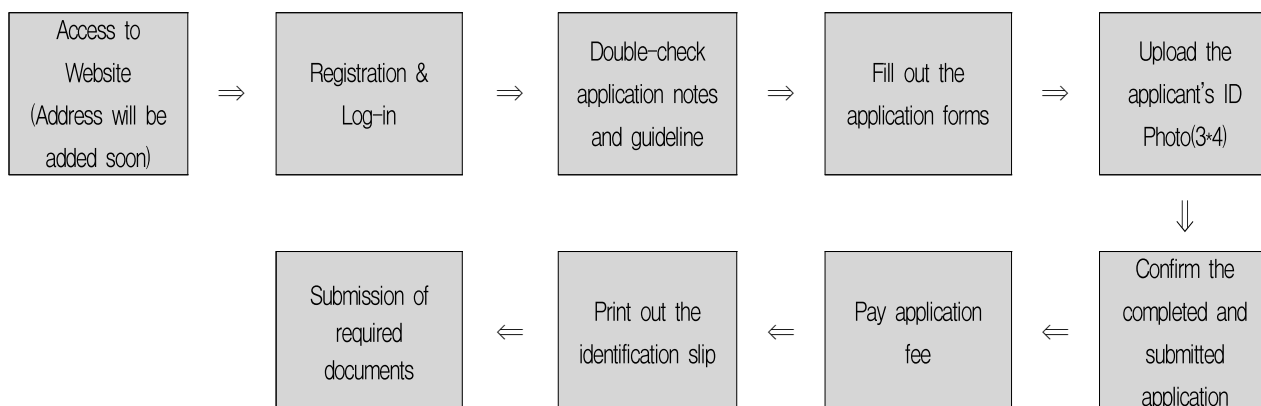 Access to
Website
(Address will be
added soon)
⇒
Registration &
Log-in
⇒
Double-check
application notes
and guideline
⇒
Fill out the
application forms
⇒
Upload the
applicant's ID
Photo(3*4)
⇓
Confirm the
completed and
submitted
application
⇐
Pay application
fee
⇐
Print out the
identification slip
⇐
Submission of
required
documents